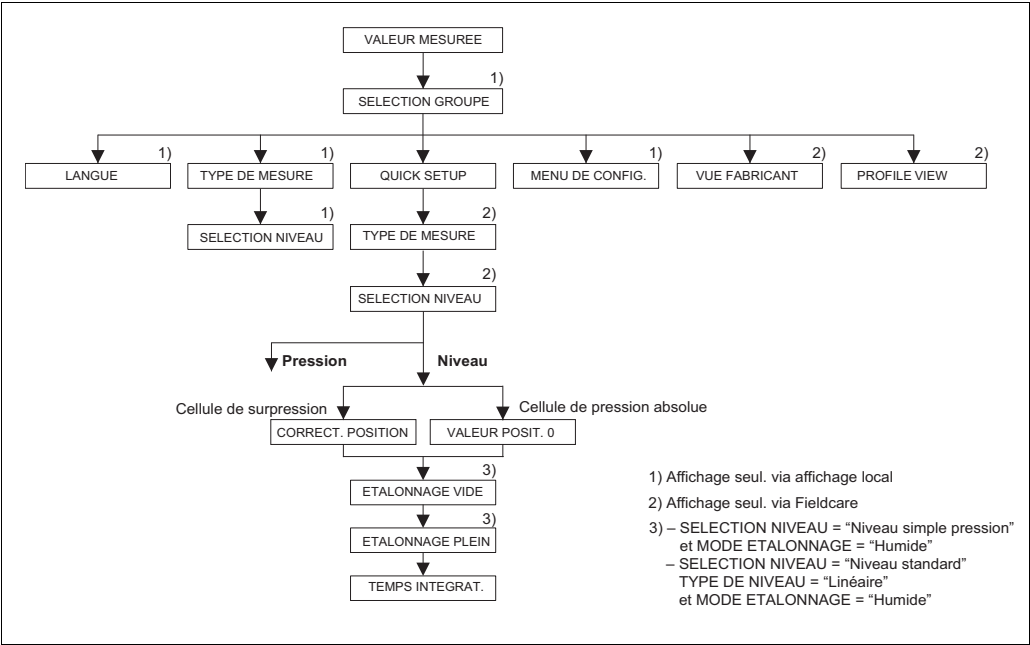 VALEUR MESUREE
1)
SELECTION GROUPE
1)
1)
1)
2)
2)
LANGUE
TYPE DE MESURE
QUICK SETUP
MENU DE CONFIG.
VUE FABRICANT
PROFILE VIEW
1)
2)
SELECTION NIVEAU
TYPE DE MESURE
2)
SELECTION NIVEAU
Pression
Niveau
Cellule de surpression
Cellule de pression absolue
CORRECT. POSITION
VALEUR POSIT. 0
3)
ETALONNAGE VIDE
3)
ETALONNAGE PLEIN
TEMPS INTEGRAT.
1) Affichage seul. via affichage local
2) Affichage seul. via Fieldcare
3) – SELECTION NIVEAU = “Niveau simple pression”
et MODE ETALONNAGE = “Humide”
– SELECTION NIVEAU = “Niveau standard”
TYPE DE NIVEAU = “Linéaire”
et MODE ETALONNAGE = “Humide”